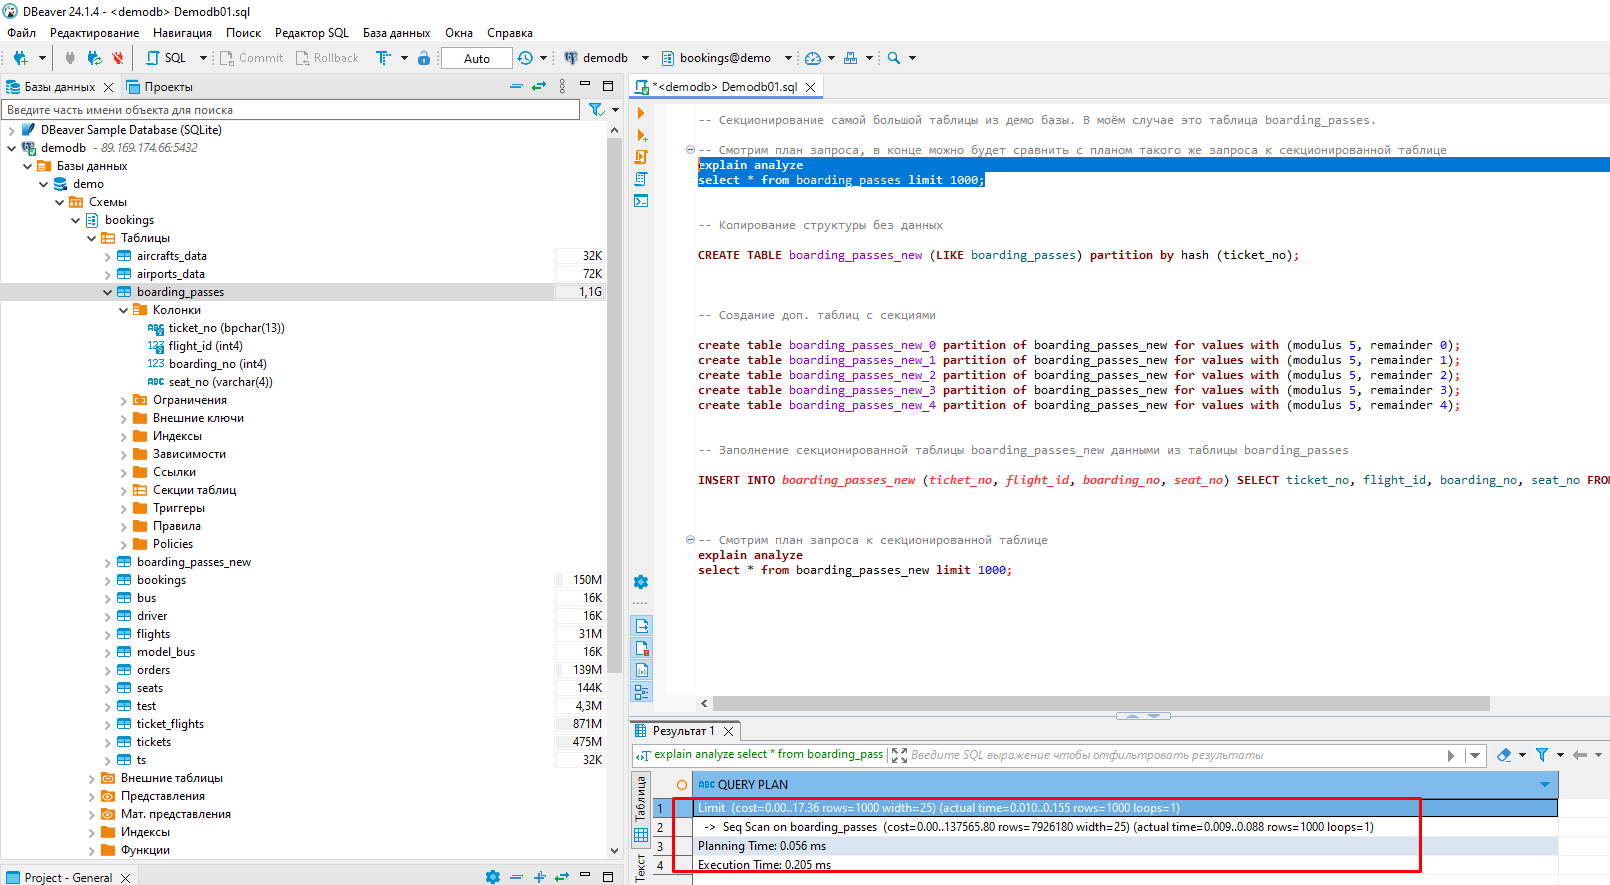 DBeaver 24.1.4 - <demodb> Demodb01.sql
Файл Редактирование Навигация Поиск Редактор SQL База данных Окна Справка
SQL Commit Rollback Auto demodb bookings@demo
Базы данных Проекты
Введите часть имени объекта для поиска
DBeaver Sample Database (SQLite)
demodb - 89.169.174.66:5432
Базы данных
demo
Схемы
bookings
Таблицы
aircrafts_data 32K
airports_data 72K
boarding_passes 1,1G
Колонки
ticket_no (bpchar(13))
flight_id (int4)
boarding_no (int4)
seat_no (varchar(4))
Ограничения
Внешние ключи
Индексы
Зависимости
Ссылки
Секции таблиц
Триггеры
Правила
Policies
boarding_passes_new
bookings 150M
bus 16K
driver 16K
flights 31M
model_bus 16K
orders 139M
seats 144K
test 4,3M
ticket_flights 871M
tickets 475M
ts 32K
Внешние таблицы
Представления
Мат. представления
Индексы
Функции
Project - General
*<demodb> Demodb01.sql
-- Секционирование самой большой таблицы из демо базы. В моём случае это таблица boarding_passes.
-- Смотрим план запроса, в конце можно будет сравнить с планом такого же запроса к секционированной таблице
explain analyze
select * from boarding_passes limit 1000;
-- Копирование структуры без данных
CREATE TABLE boarding_passes_new (LIKE boarding_passes) partition by hash (ticket_no);
-- Создание доп. таблиц с секциями
create table boarding_passes_new_0 partition of boarding_passes_new for values with (modulus 5, remainder 0);
create table boarding_passes_new_1 partition of boarding_passes_new for values with (modulus 5, remainder 1);
create table boarding_passes_new_2 partition of boarding_passes_new for values with (modulus 5, remainder 2);
create table boarding_passes_new_3 partition of boarding_passes_new for values with (modulus 5, remainder 3);
create table boarding_passes_new_4 partition of boarding_passes_new for values with (modulus 5, remainder 4);
-- Заполнение секционированной таблицы boarding_passes_new данными из таблицы boarding_passes
INSERT INTO boarding_passes_new (ticket_no, flight_id, boarding_no, seat_no) SELECT ticket_no, flight_id, boarding_no, seat_no FROM
-- Смотрим план запроса к секционированной таблице
explain analyze
select * from boarding_passes_new limit 1000;
Результат 1
explain analyze select * from boarding_pass Введите SQL выражение чтобы отфильтровать результаты
Таблица
Текст
ABC QUERY PLAN
1 Limit (cost=0.00..17.36 rows=1000 width=25) (actual time=0.010..0.155 rows=1000 loops=1)
2 -> Seq Scan on boarding_passes (cost=0.00..137565.80 rows=7926180 width=25) (actual time=0.009..0.088 rows=1000 loops=1)
3 Planning Time: 0.056 ms
4 Execution Time: 0.205 ms